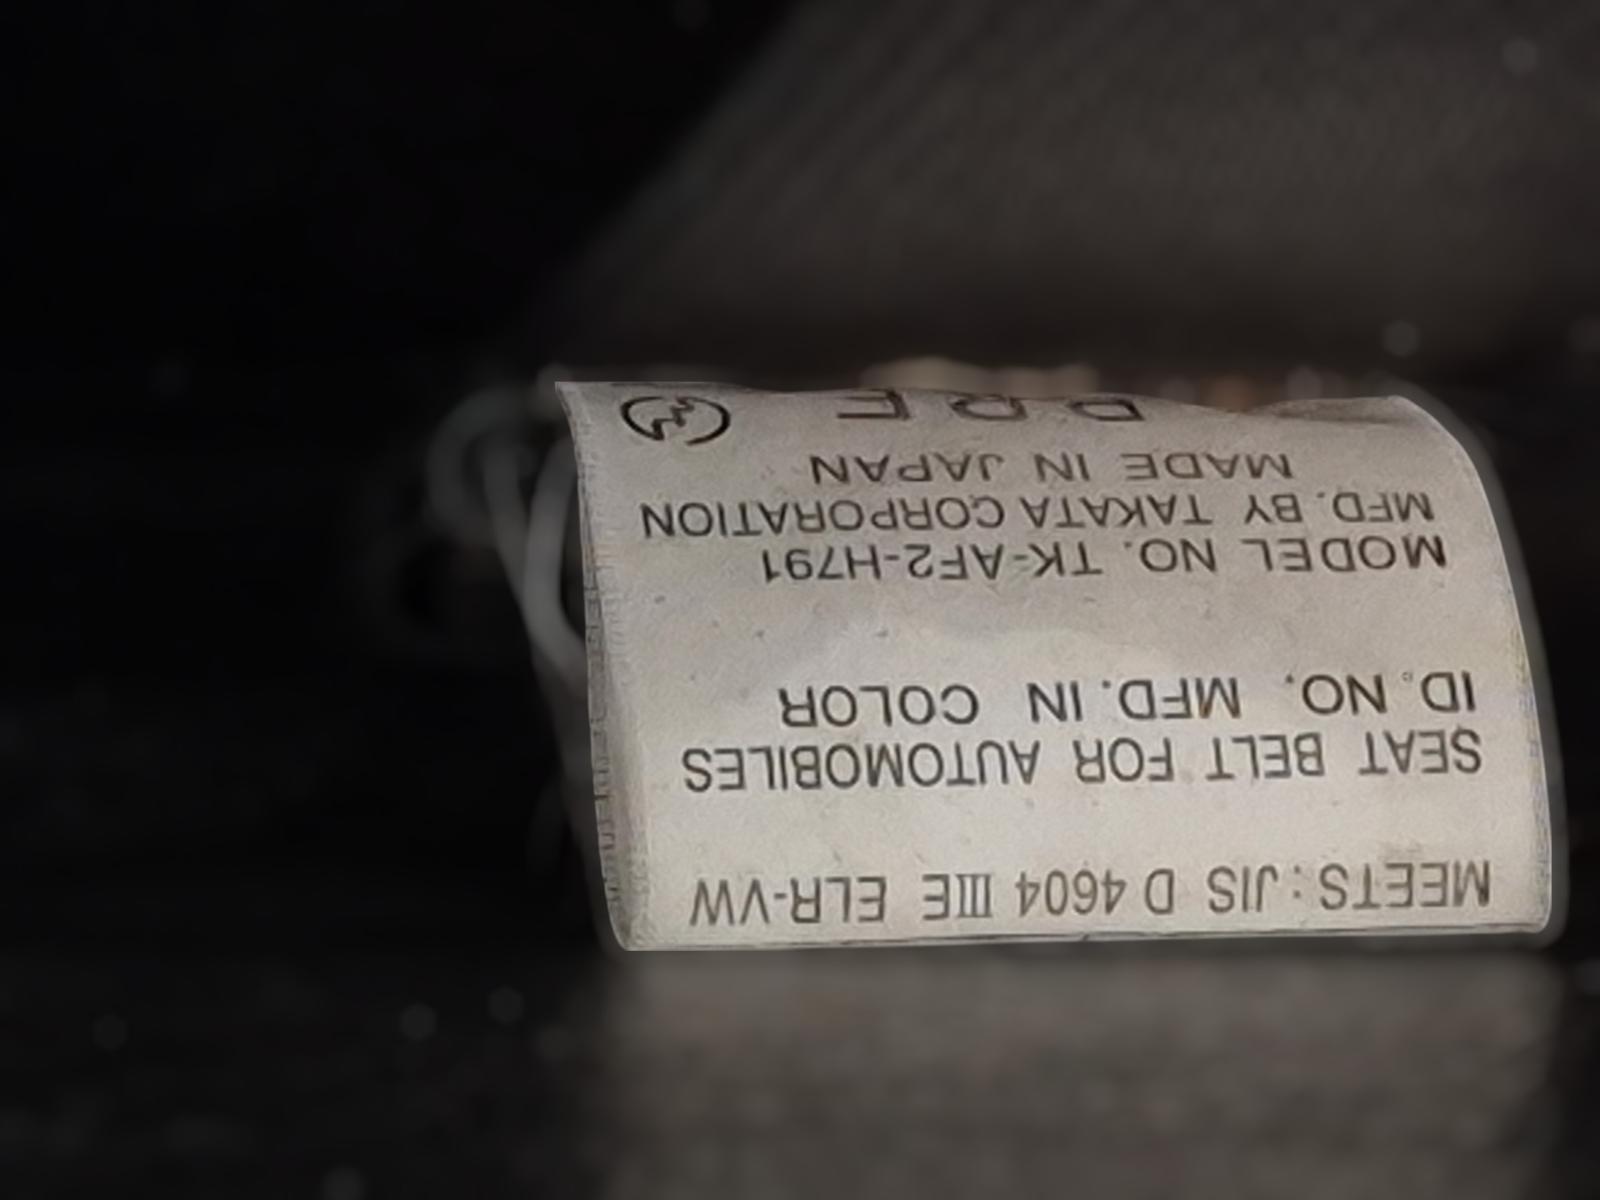 MEETS: JIS D 4604 IIIE ELR-VW
SEAT BELT FOR AUTOMOBILES
ID. NO. MFD. IN COLOR
MODEL NO. TK-AF2-H791
MFD. BY TAKATA CORPORATION
MADE IN JAPAN